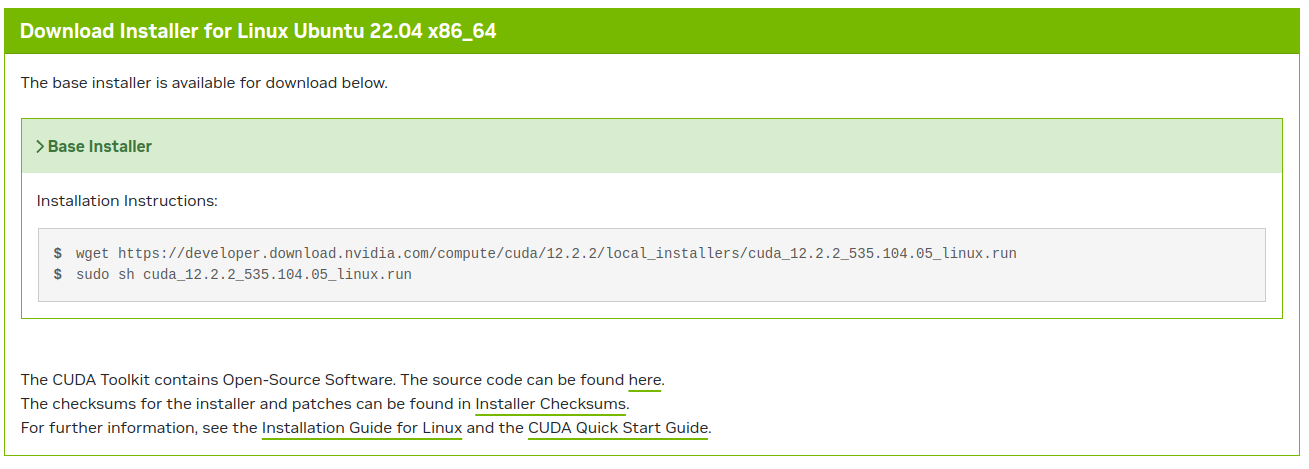 Download Installer for Linux Ubuntu 22.04 x86_64
The base installer is available for download below.
Base Installer
Installation Instructions:
$ wget https://developer.download.nvidia.com/compute/cuda/12.2.2/local_installers/cuda_12.2.2_535.104.05_linux.run
$ sudo sh cuda_12.2.2_535.104.05_linux.run
The CUDA Toolkit contains Open-Source Software. The source code can be found here.
The checksums for the installer and patches can be found in Installer Checksums.
For further information, see the Installation Guide for Linux and the CUDA Quick Start Guide.